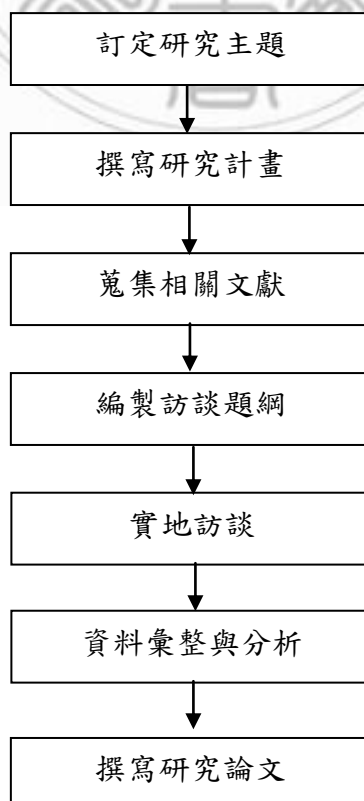 訂定研究主題
撰寫研究計畫
蒐集相關文獻
編製訪談題綱
實地訪談
資料彙整與分析
撰寫研究論文